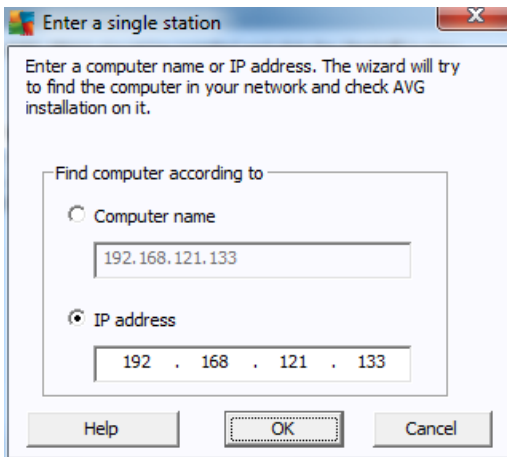 Enter a single station
X
Enter a computer name or IP address. The wizard will try
to find the computer in your network and check AVG
installation on it.
Find computer according to
Computer name
192.168.121.133
IP address
192 . 168 . 121 . 133
Help OK Cancel